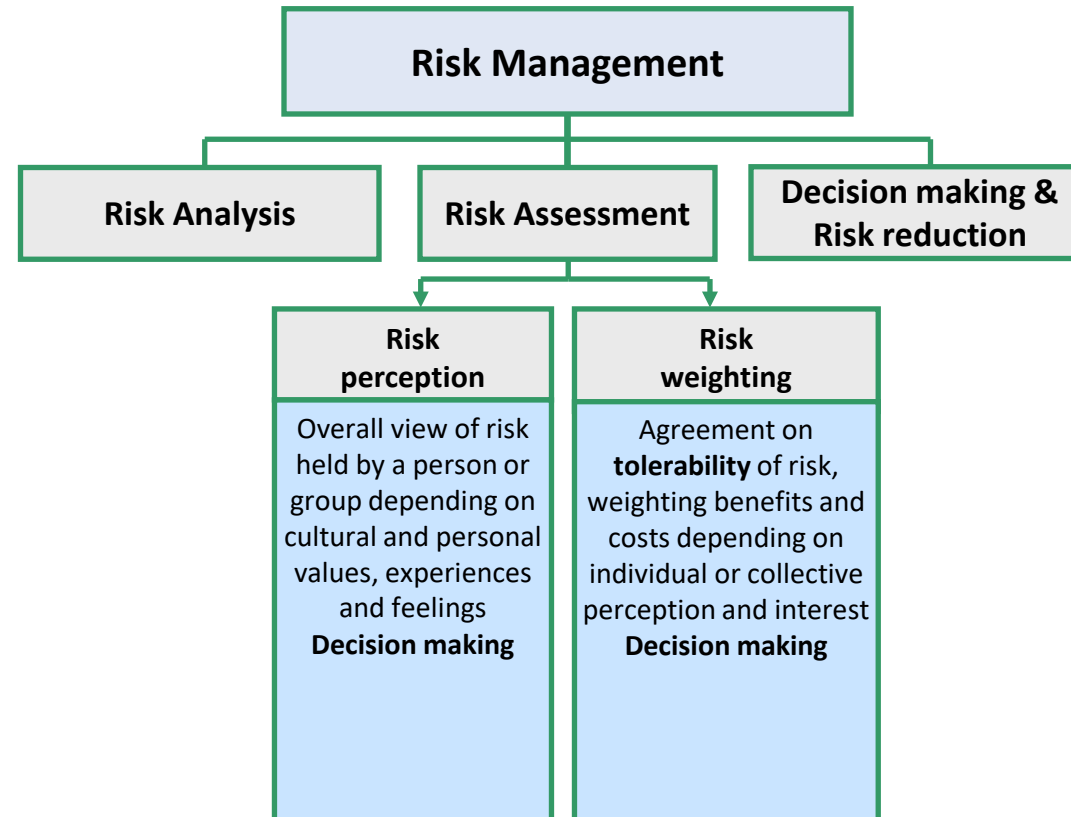 Risk Management
Risk Analysis
Risk Assessment
Decision making &
Risk reduction
Risk
perception
Overall view of risk
held by a person or
group depending on
cultural and personal
values, experiences
and feelings
Decision making
Risk
weighting
Agreement on
tolerability of risk,
weighting benefits and
costs depending on
individual or collective
perception and interest
Decision making